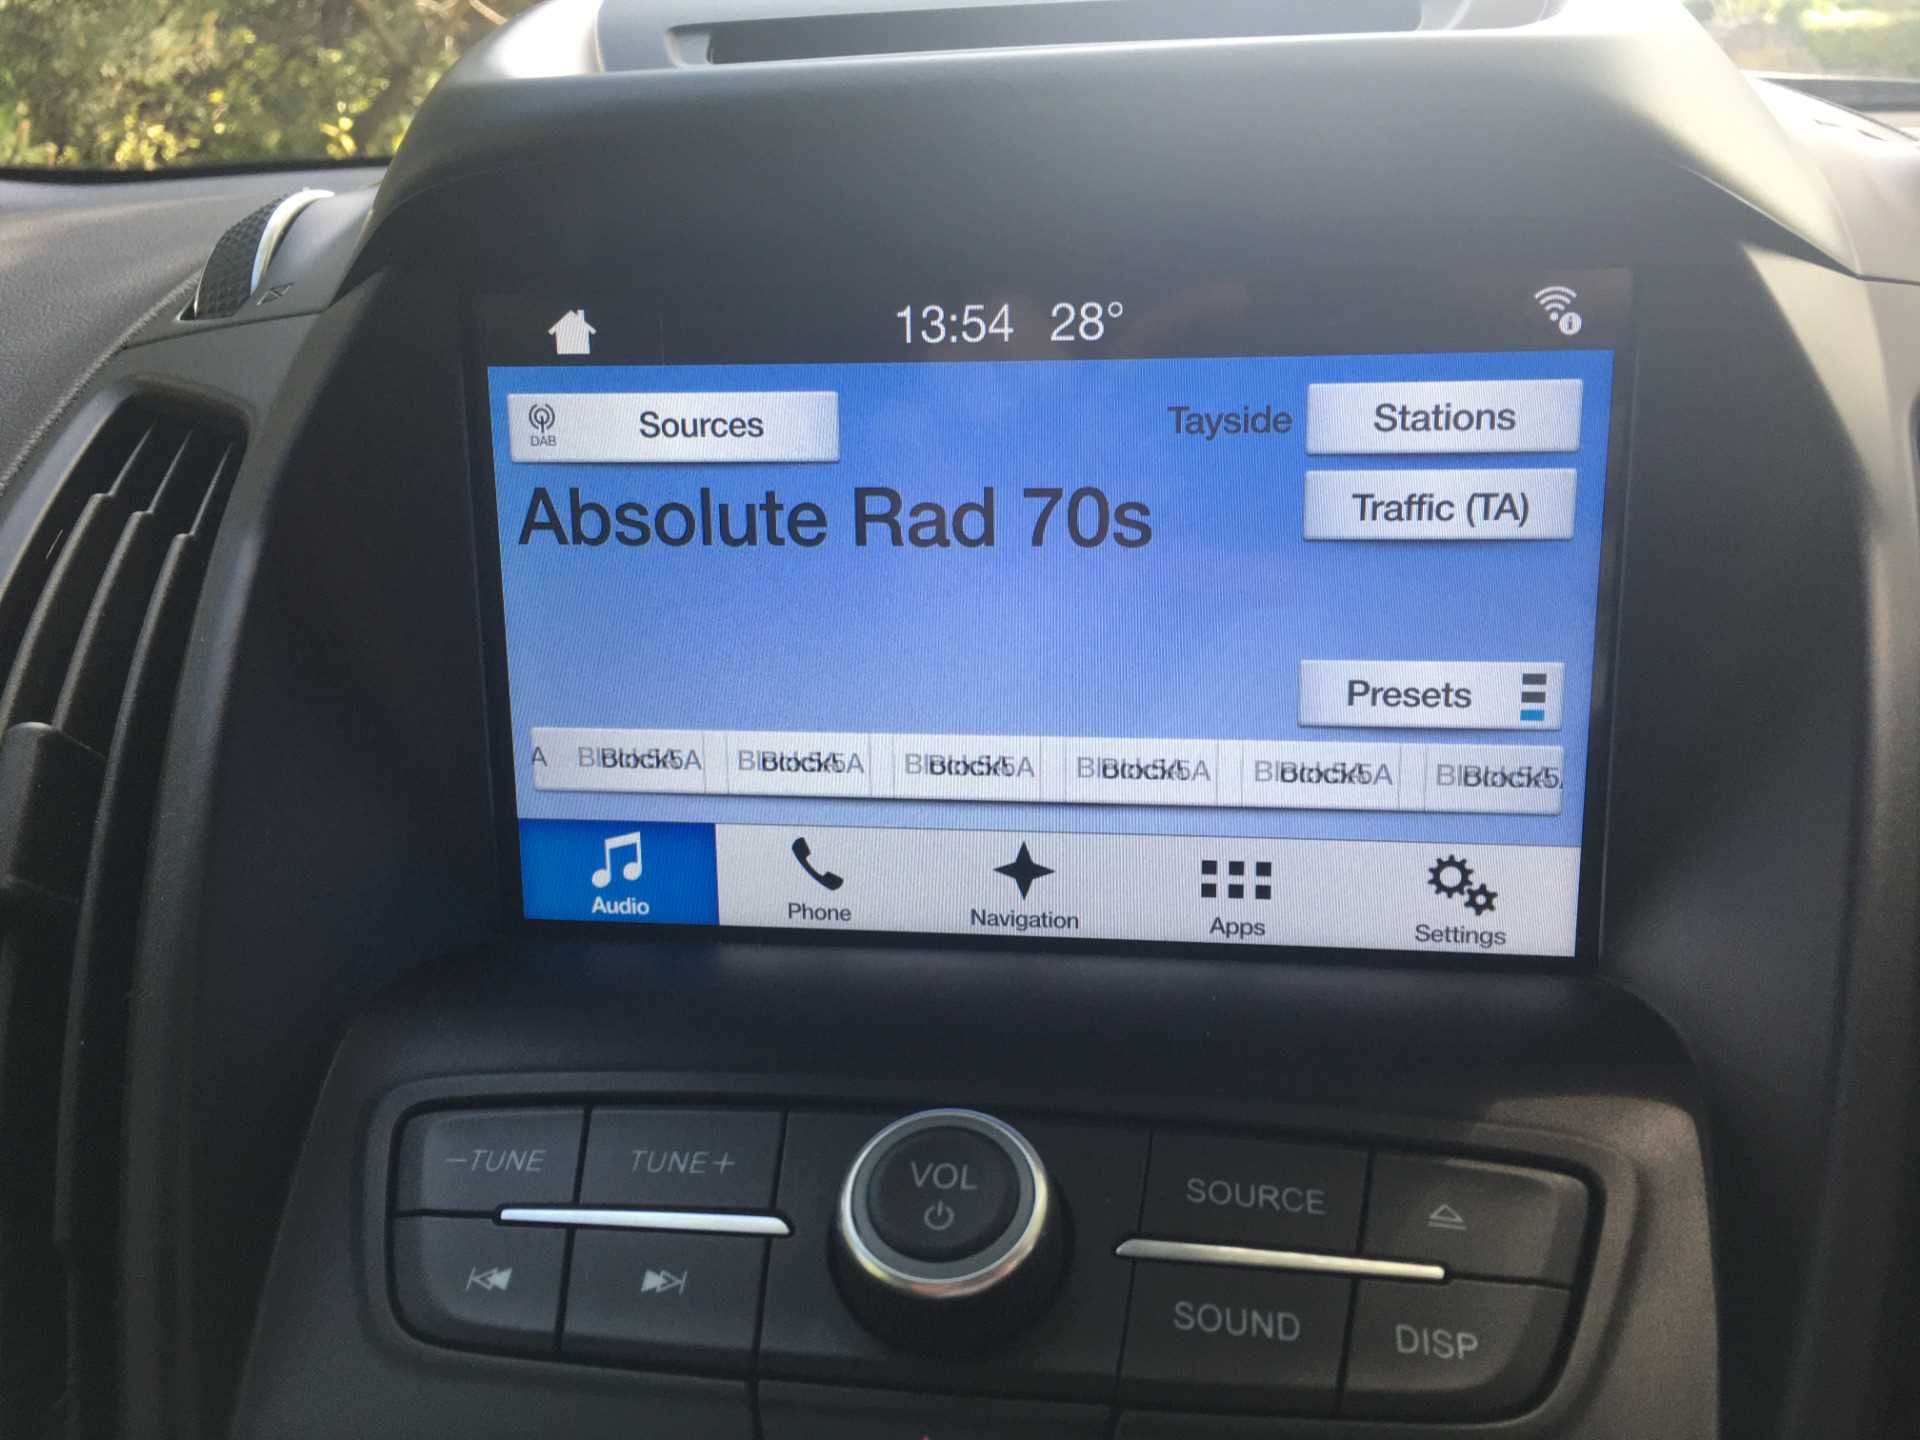 13:54 28°
DAB Sources
Tayside Stations
Absolute Rad 70s
Traffic (TA)
Presets
Audio Phone Navigation Apps Settings
−TUNE TUNE+ VOL SOURCE
SOUND DISP